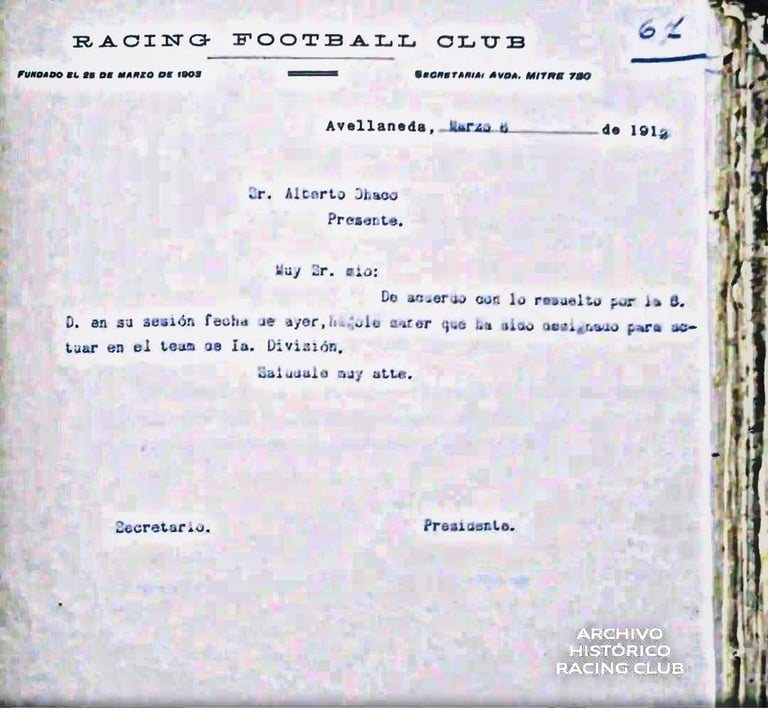 61
RACING FOOTBALL CLUB
FUNDADO EL 25 DE MARZO DE 1903
SECRETARIA: AVDA. MITRE 780
Avellaneda, Marzo 6 de 1912
Sr. Alberto Ohaco
Presente.
Muy Sr. mio:
De acuerdo con lo resuelto por la S.
D. en su sesión fecha de ayer, hágole saber que ha sido designado para ac-
tuar en el team de Ia. División.
Saludale muy atte.
Secretario. Presidente.
ARCHIVO
HISTÓRICO
RACING CLUB